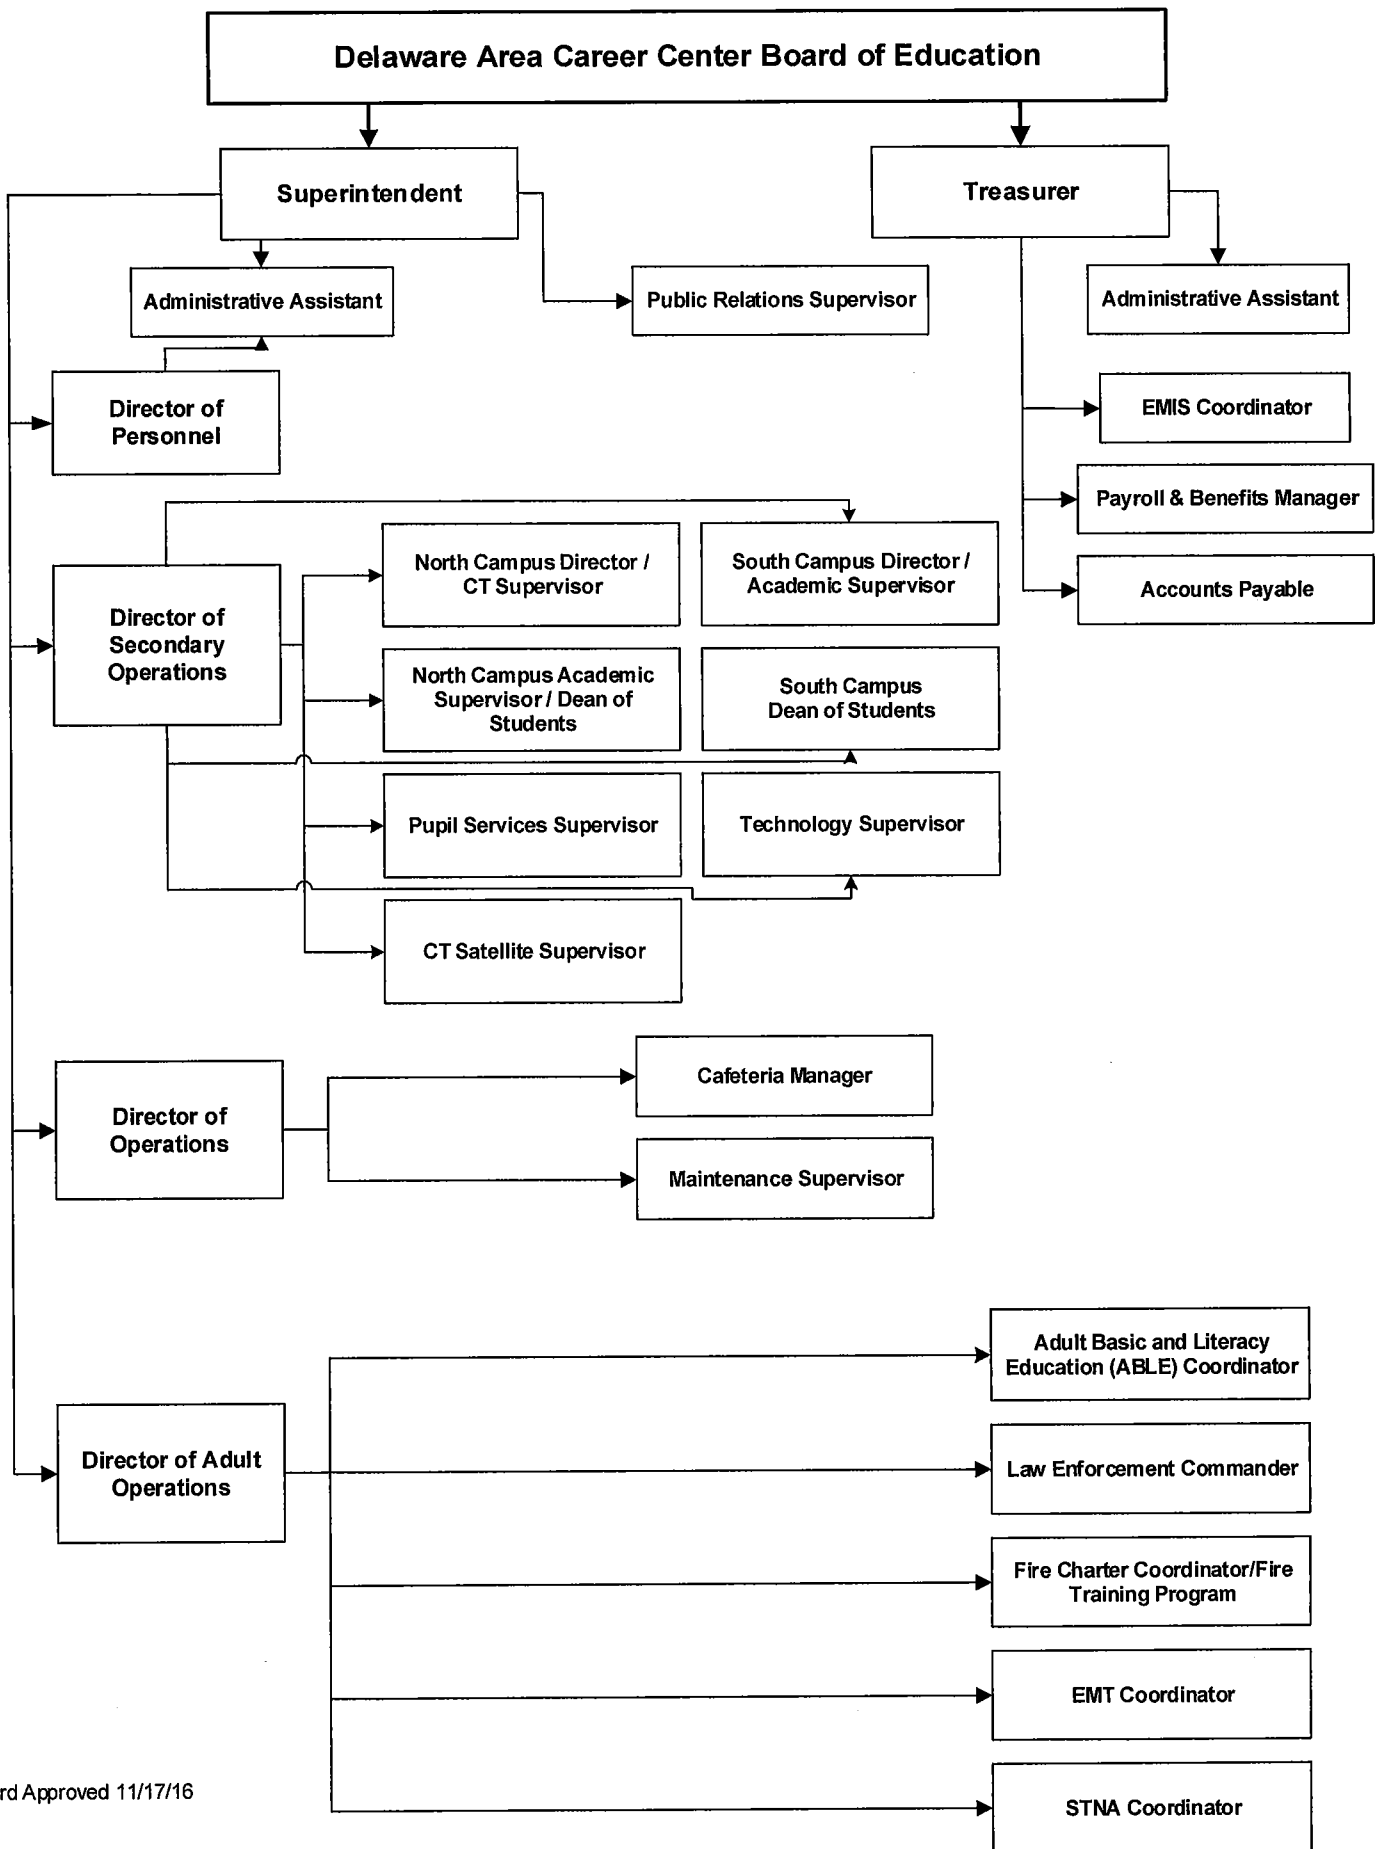 Delaware Area Career Center Board of Education
Superintendent
Treasurer
Administrative Assistant
Public Relations Supervisor
Administrative Assistant
Director of
Personnel
EMIS Coordinator
Payroll & Benefits Manager
Accounts Payable
Director of
Secondary
Operations
North Campus Director /
CT Supervisor
South Campus Director /
Academic Supervisor
North Campus Academic
Supervisor / Dean of
Students
South Campus
Dean of Students
Pupil Services Supervisor
Technology Supervisor
CT Satellite Supervisor
Director of
Operations
Cafeteria Manager
Maintenance Supervisor
Director of Adult
Operations
Adult Basic and Literacy
Education (ABLE) Coordinator
Law Enforcement Commander
Fire Charter Coordinator/Fire
Training Program
EMT Coordinator
STNA Coordinator
rd Approved 11/17/16